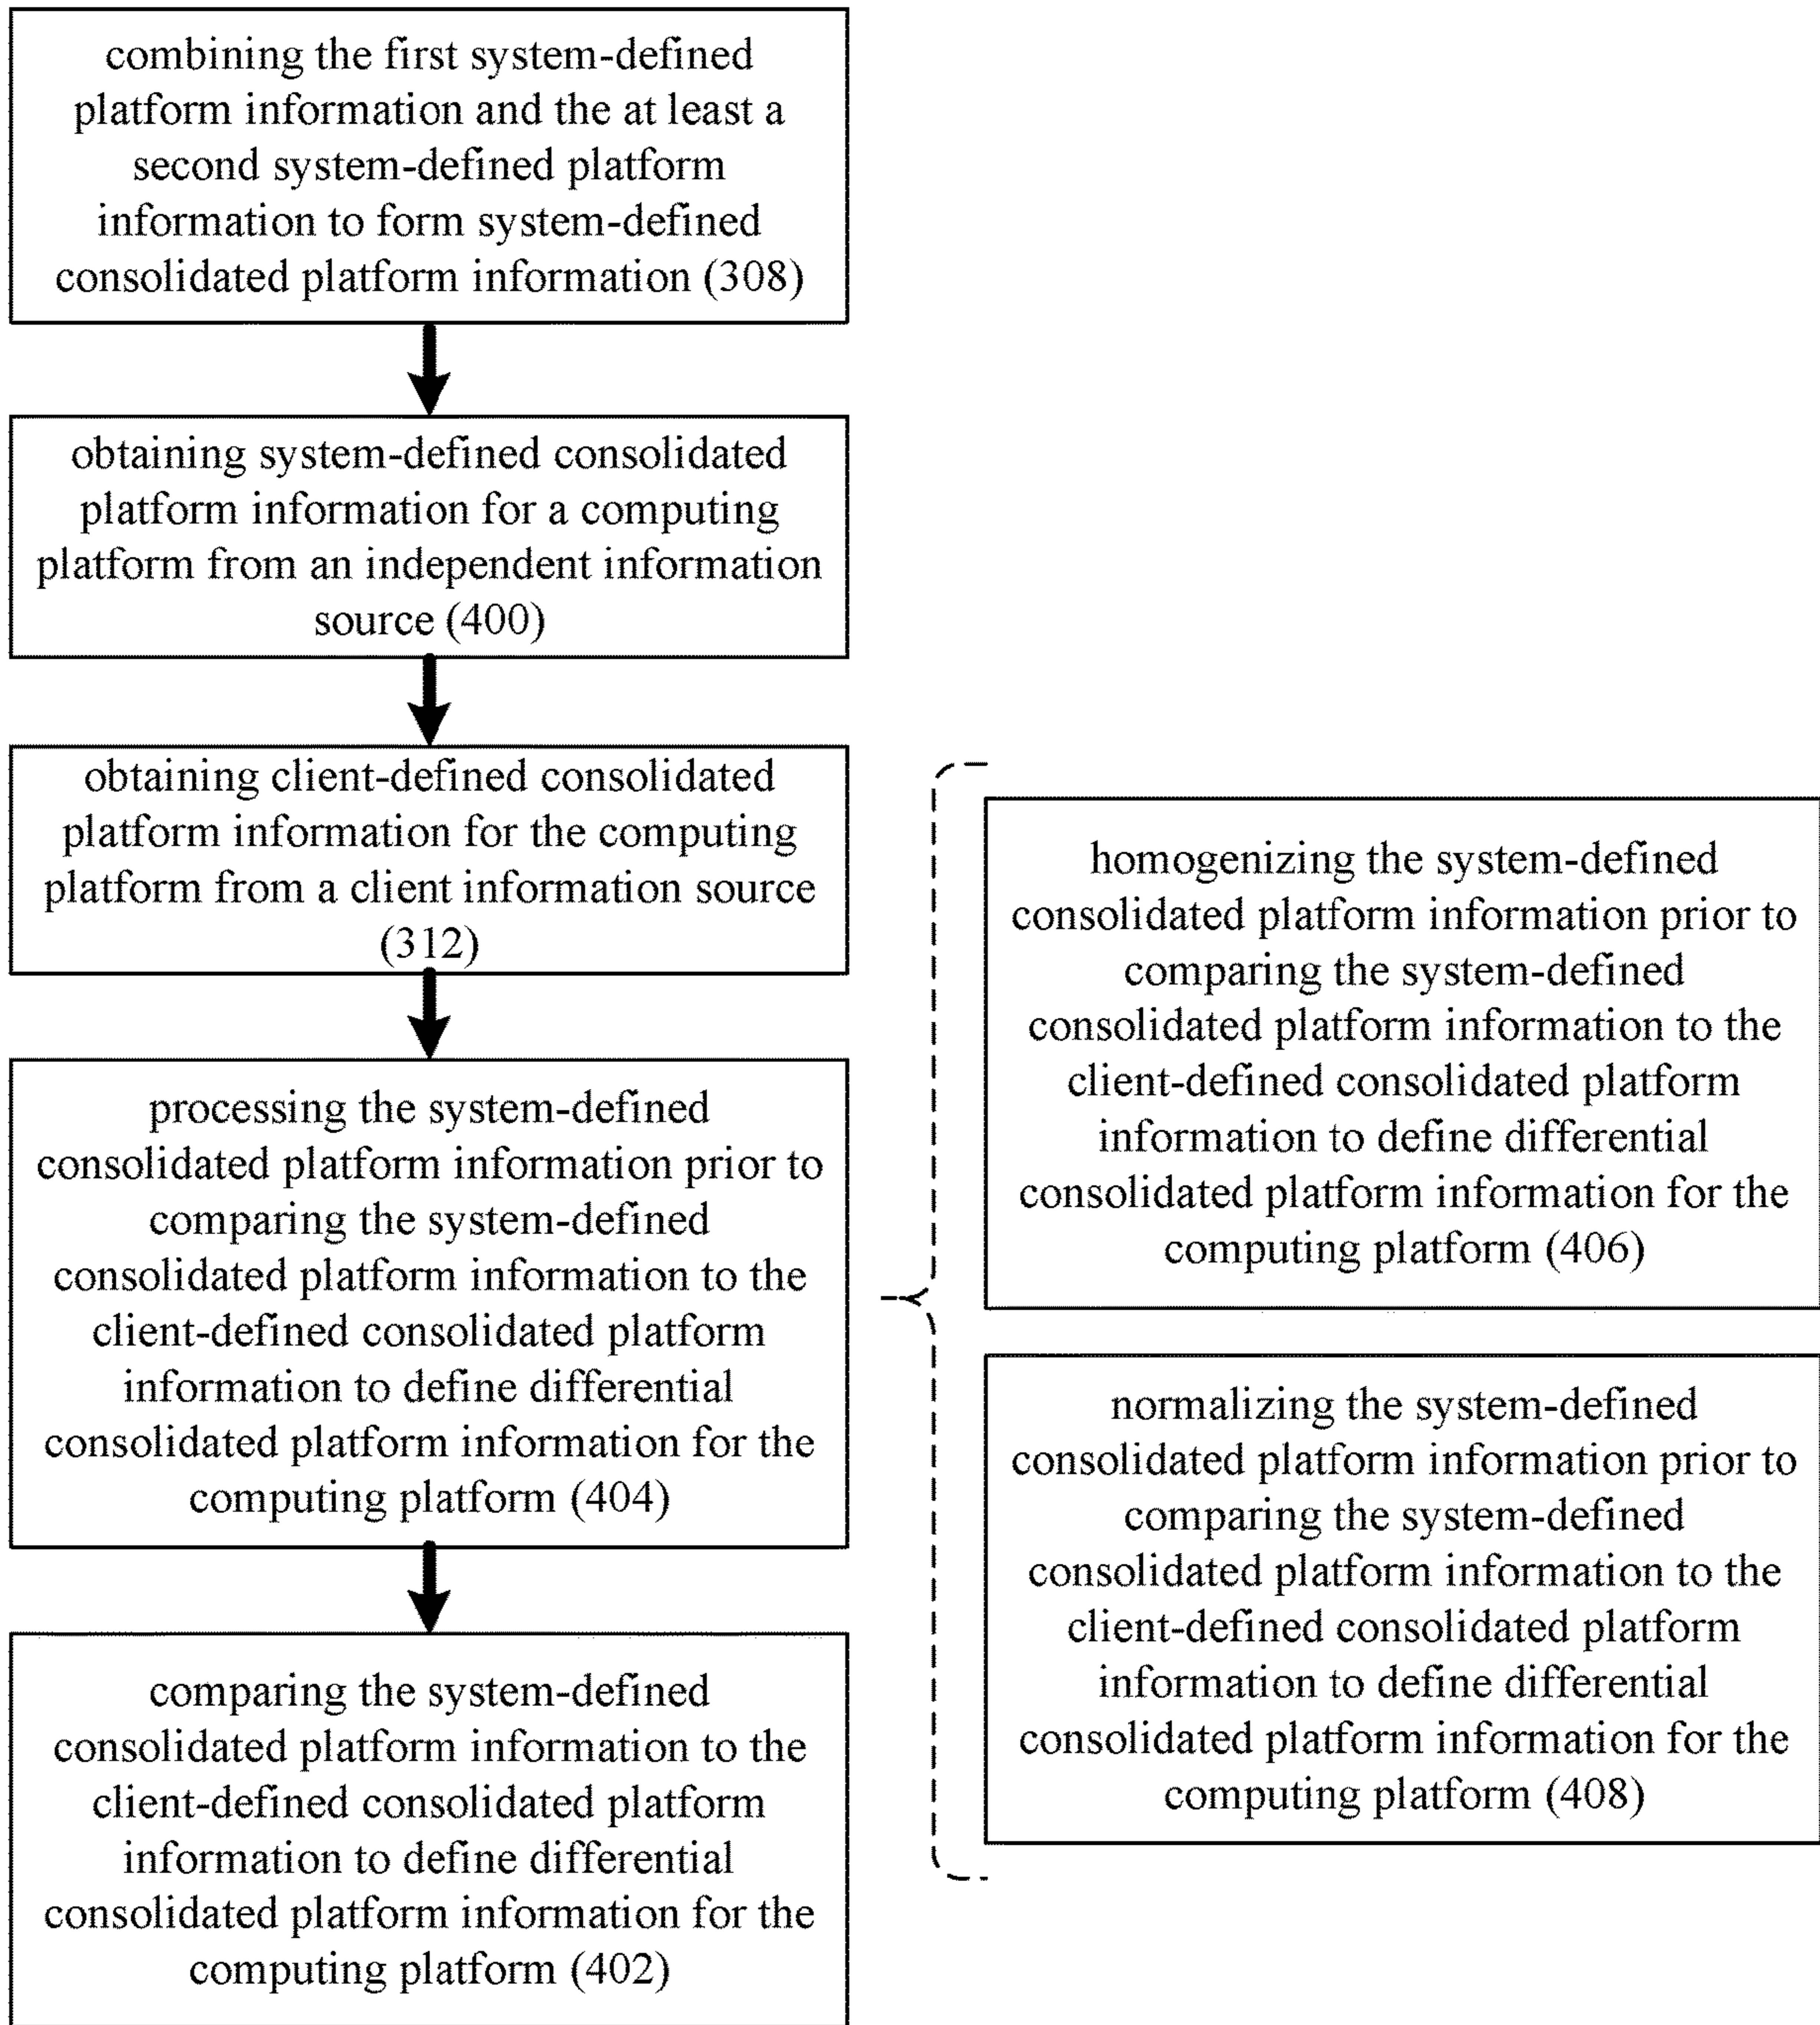 combining the first system-defined
platform information and the at least a
second system-defined platform
information to form system-defined
consolidated platform information (308)
obtaining system-defined consolidated
platform information for a computing
platform from an independent information
source (400)
obtaining client-defined consolidated
platform information for the computing
platform from a client information source
(312)
processing the system-defined
consolidated platform information prior to
comparing the system-defined
consolidated platform information to the
client-defined consolidated platform
information to define differential
consolidated platform information for the
computing platform (404)
comparing the system-defined
consolidated platform information to the
client-defined consolidated platform
information to define differential
consolidated platform information for the
computing platform (402)
homogenizing the system-defined
consolidated platform information prior to
comparing the system-defined
consolidated platform information to the
client-defined consolidated platform
information to define differential
consolidated platform information for the
computing platform (406)
normalizing the system-defined
consolidated platform information prior to
comparing the system-defined
consolidated platform information to the
client-defined consolidated platform
information to define differential
consolidated platform information for the
computing platform (408)